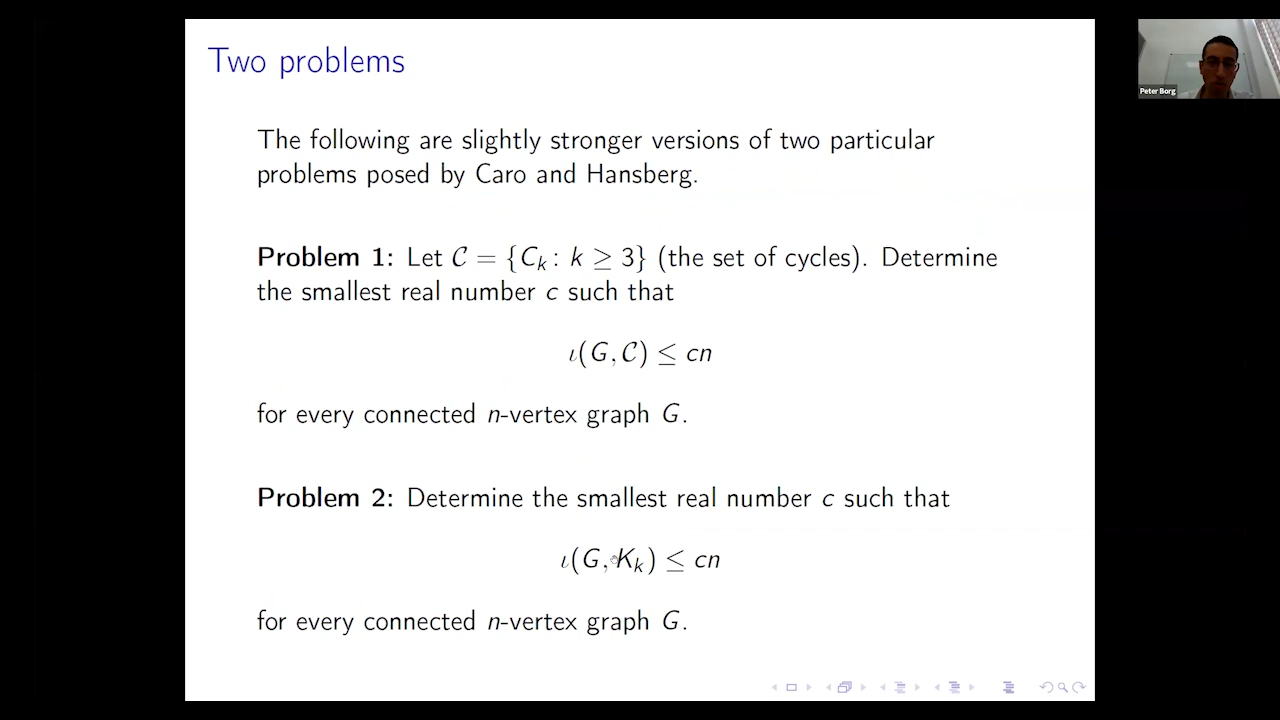 Two problems
Peter Borg
The following are slightly stronger versions of two particular
problems posed by Caro and Hansberg.
Problem 1: Let 𝒞 = {C_k : k ≥ 3} (the set of cycles). Determine
the smallest real number c such that
ι(G, 𝒞) ≤ cn
for every connected n-vertex graph G.
Problem 2: Determine the smallest real number c such that
ι(G, K_k) ≤ cn
for every connected n-vertex graph G.